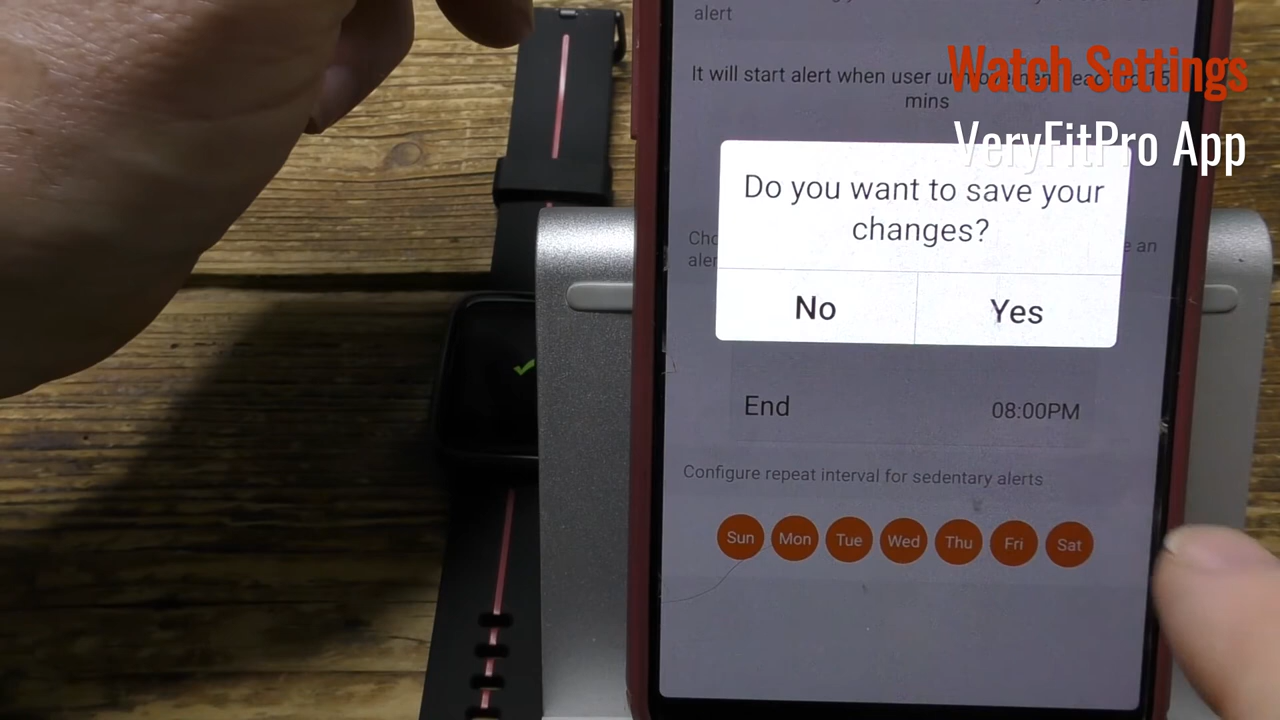 alert
Watch Settings
It will start alert when user
mins
VeryFitPro App
Do you want to save your
changes?
an
No
Yes
End
08:00PM
Configure repeat interval for sedentary alerts
Sun Mon Tue Wed Thu Fri Sat